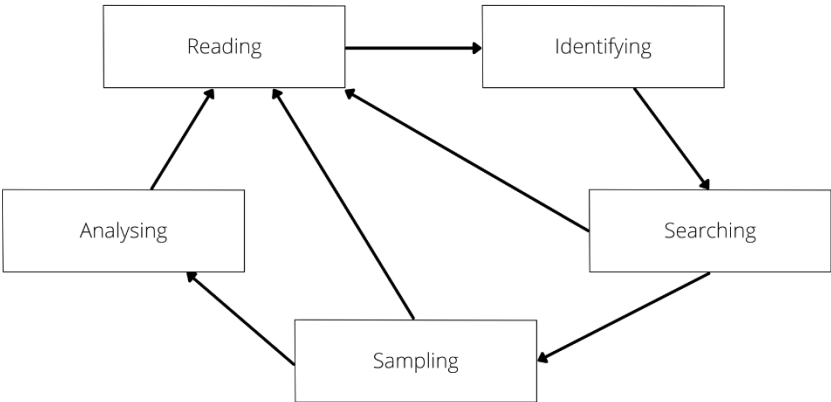 Reading
Identifying
Analysing
Searching
Sampling